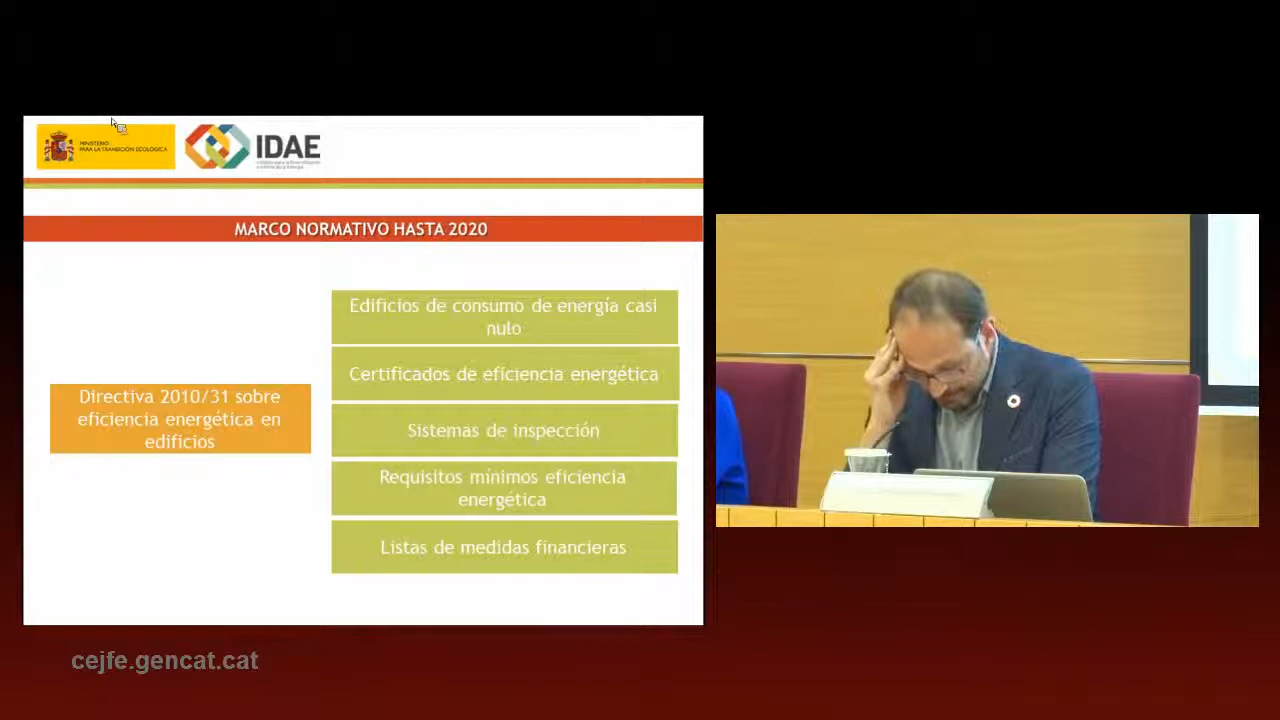 MINISTERIO
PARA LA TRANSICIÓN ECOLÓGICA
IDAE
MARCO NORMATIVO HASTA 2020
Directiva 2010/31 sobre
eficiencia energética en
edificios
Edificios de consumo de energía casi
nulo
Certificados de eficiencia energética
Sistemas de inspección
Requisitos mínimos eficiencia
energética
Listas de medidas financieras
cejfe.gencat.cat